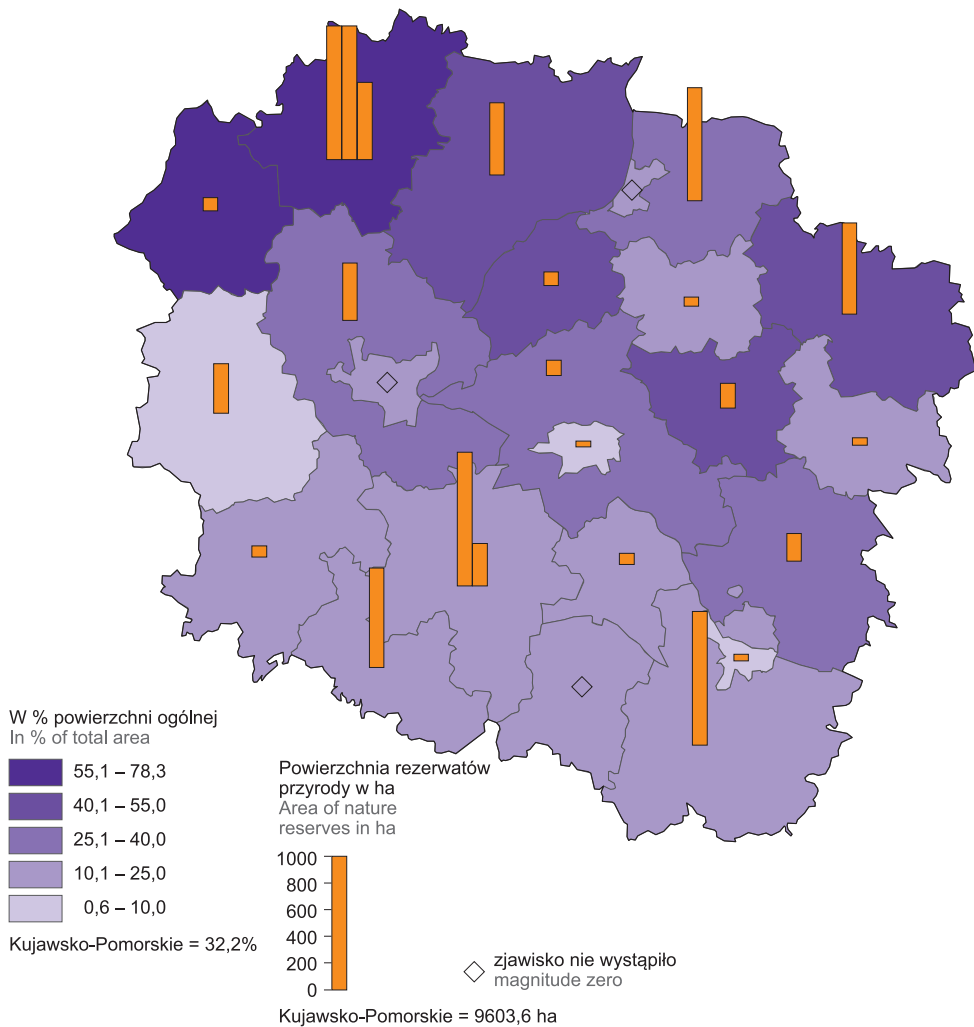 W % powierzchni ogólnej
In % of total area
55,1 – 78,3
40,1 – 55,0
25,1 – 40,0
10,1 – 25,0
0,6 – 10,0
Kujawsko-Pomorskie = 32,2%
Powierzchnia rezerwatów
przyrody w ha
Area of nature
reserves in ha
1000
800
600
400
200
0
Kujawsko-Pomorskie = 9603,6 ha
zjawisko nie wystąpiło
magnitude zero